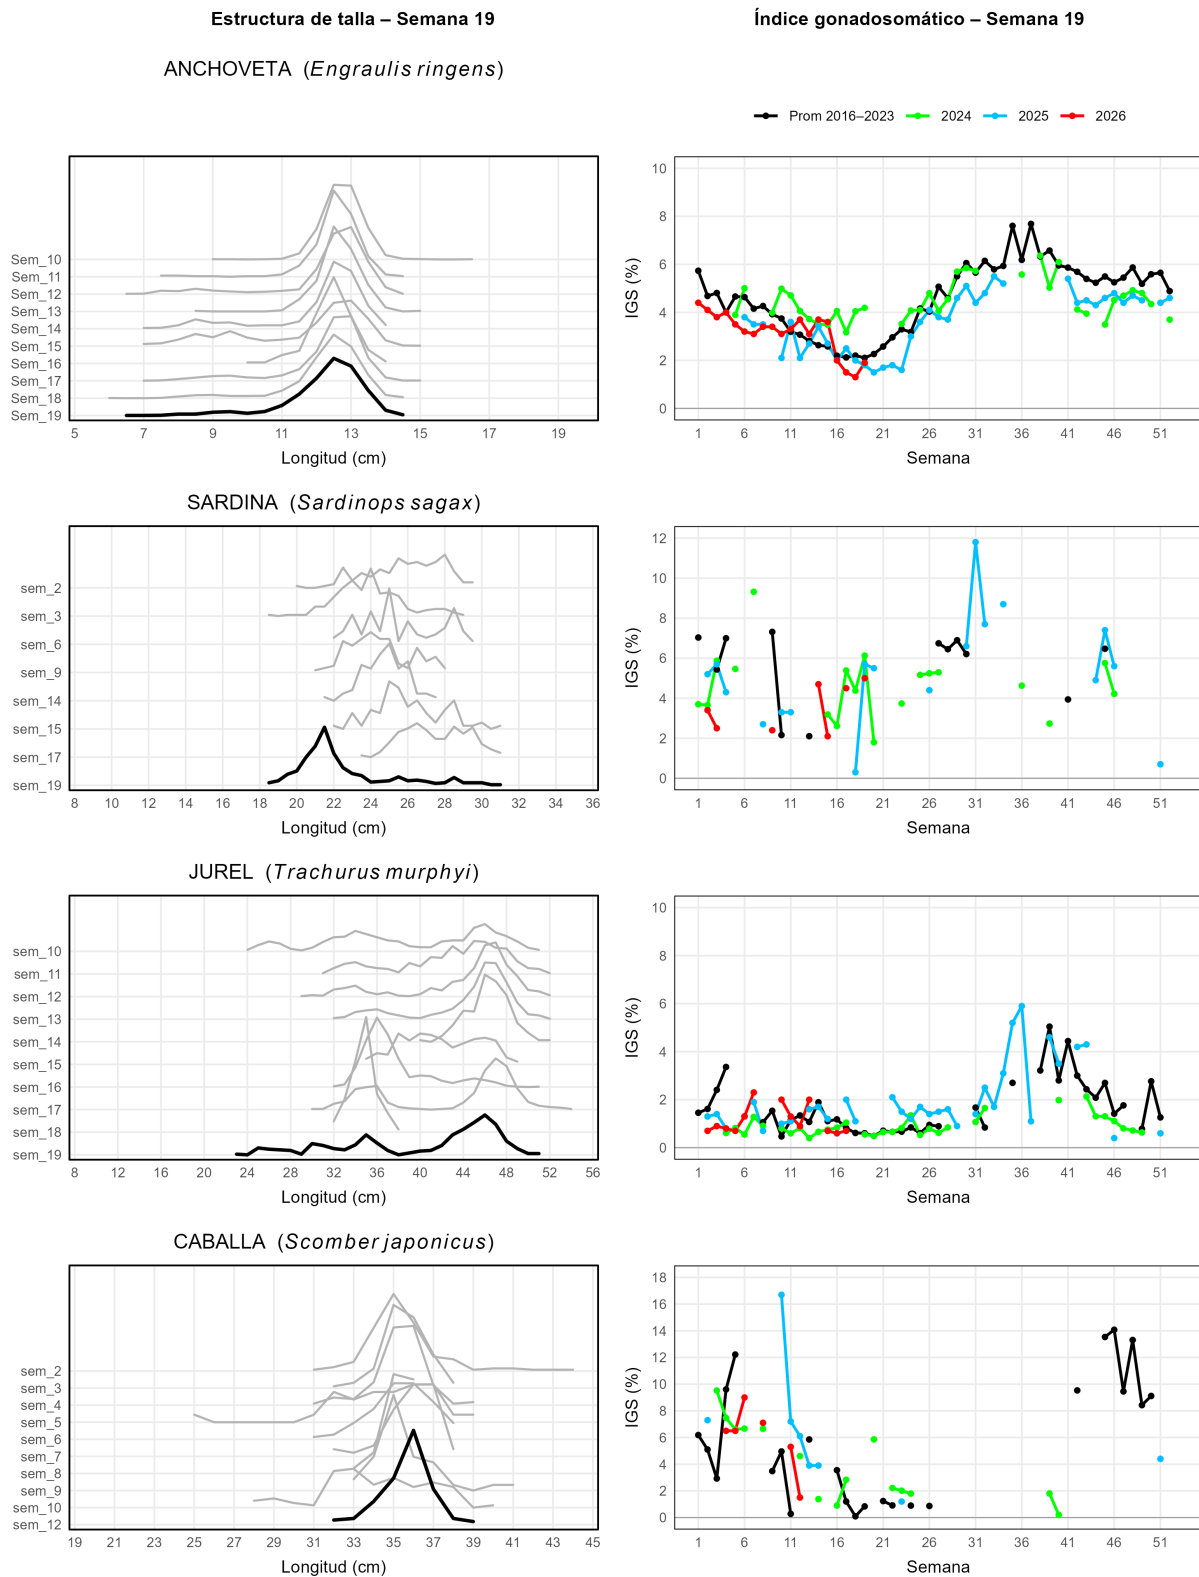 Estructura de talla – Semana 19
Índice gonadosomático – Semana 19
ANCHOVETA (Engraulis ringens)
Prom 2016–2023 2024 2025 2026
Sem_10
Sem_11
Sem_12
Sem_13
Sem_14
Sem_15
Sem_16
Sem_17
Sem_18
Sem_19
5 7 9 11 13 15 17 19
Longitud (cm)
IGS (%)
10
8
6
4
2
0
1 6 11 16 21 26 31 36 41 46 51
Semana
SARDINA (Sardinops sagax)
sem_2
sem_3
sem_6
sem_9
sem_14
sem_15
sem_17
sem_19
8 10 12 14 16 18 20 22 24 26 28 30 32 34 36
Longitud (cm)
IGS (%)
12
10
8
6
4
2
0
1 6 11 16 21 26 31 36 41 46 51
Semana
JUREL (Trachurus murphyi)
sem_10
sem_11
sem_12
sem_13
sem_14
sem_15
sem_16
sem_17
sem_18
sem_19
8 12 16 20 24 28 32 36 40 44 48 52 56
Longitud (cm)
IGS (%)
10
8
6
4
2
0
1 6 11 16 21 26 31 36 41 46 51
Semana
CABALLA (Scomber japonicus)
sem_2
sem_3
sem_4
sem_5
sem_6
sem_7
sem_8
sem_9
sem_10
sem_12
19 21 23 25 27 29 31 33 35 37 39 41 43 45
Longitud (cm)
IGS (%)
18
16
14
12
10
8
6
4
2
0
1 6 11 16 21 26 31 36 41 46 51
Semana